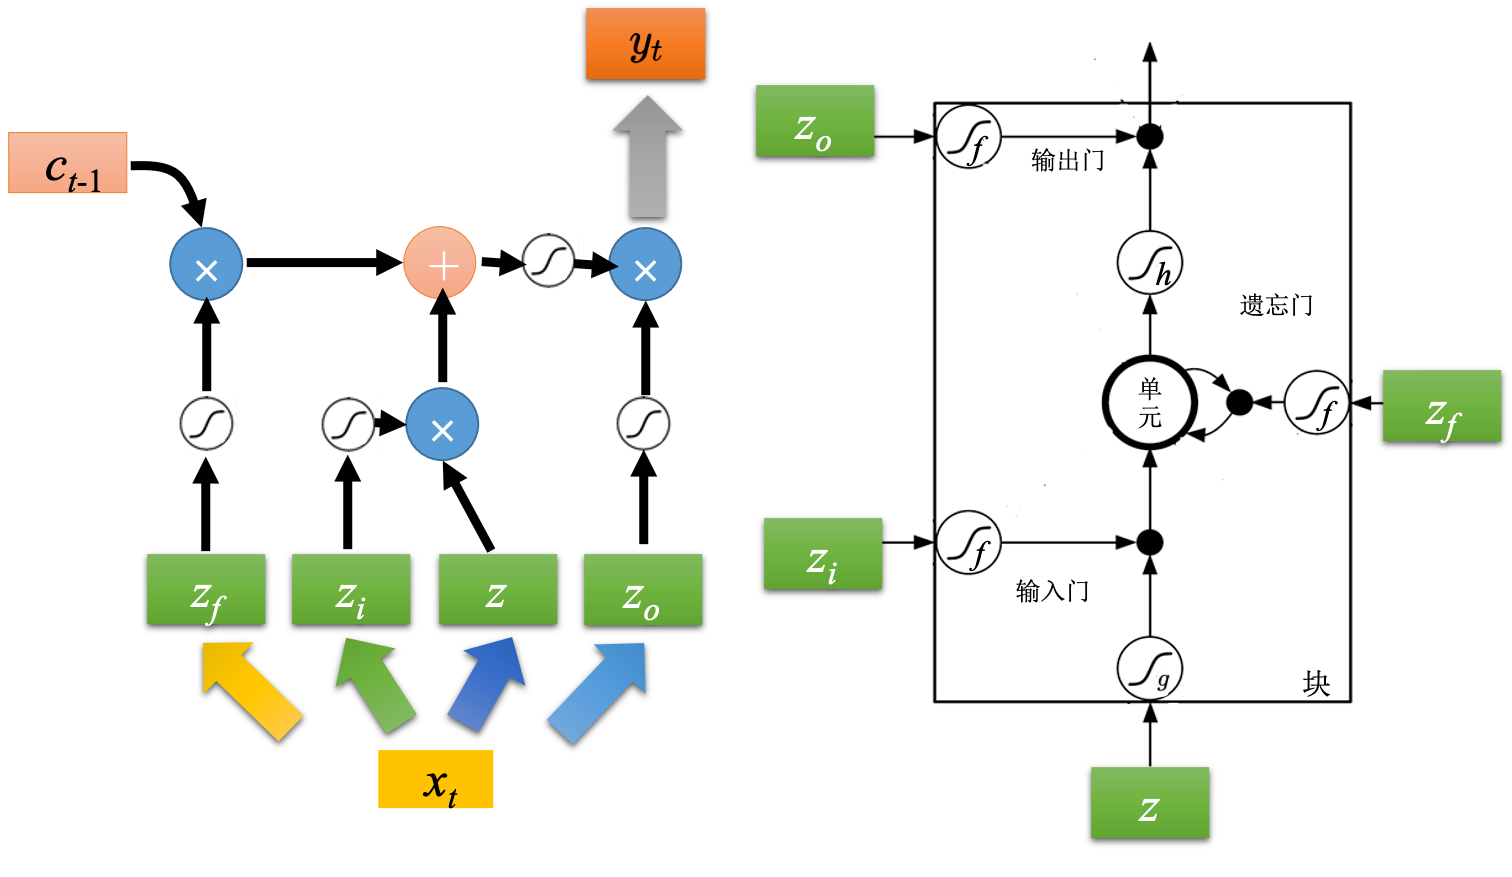 y_t
c_{t-1}
×
+
×
×
×
z_f
z_i
z
z_o
x_t
z_o
f
输出门
h
遗忘门
单
元
f
z_f
z_i
f
输入门
g
块
z